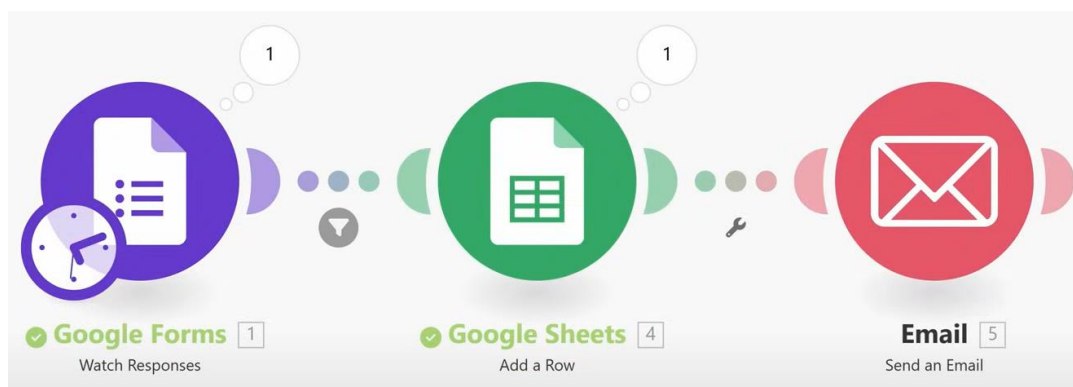 1
1
Google Forms 1
Watch Responses
Google Sheets 4
Add a Row
Email 5
Send an Email